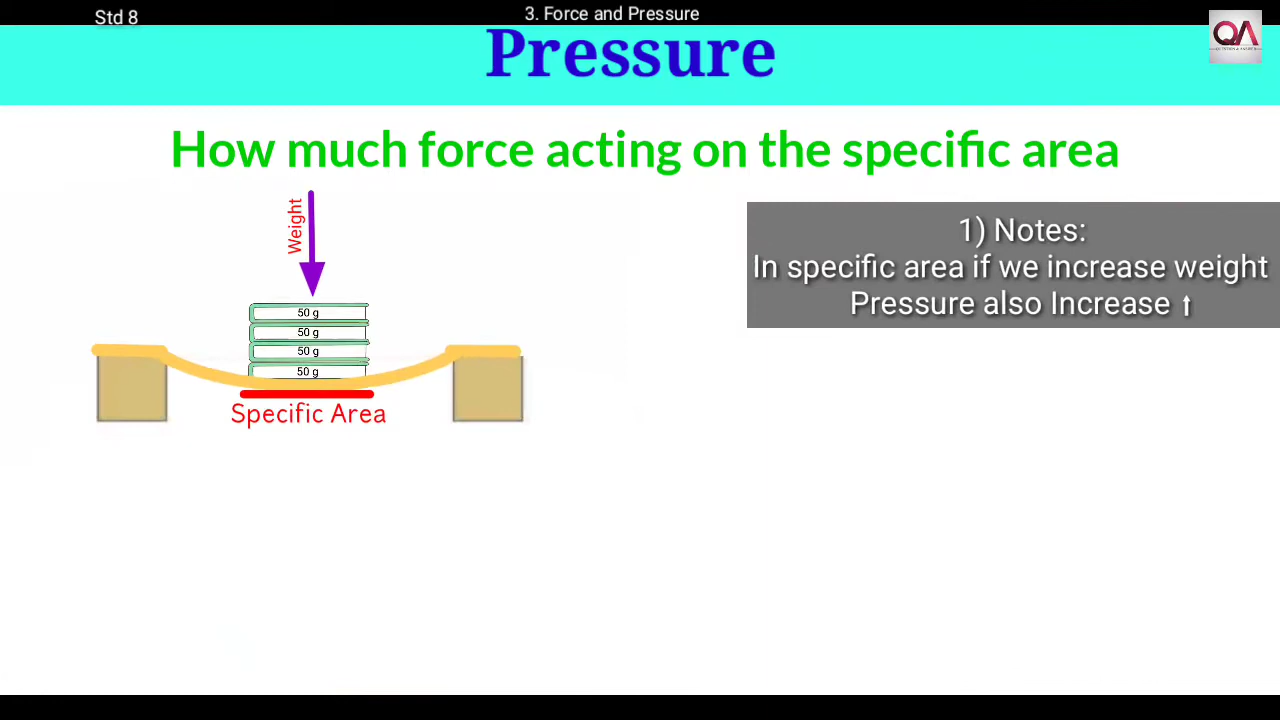 Std 8
3. Force and Pressure
QA
Pressure
How much force acting on the specific area
Weight
50 g
50 g
50 g
50 g
Specific Area
1) Notes:
In specific area if we increase weight
Pressure also Increase ↑